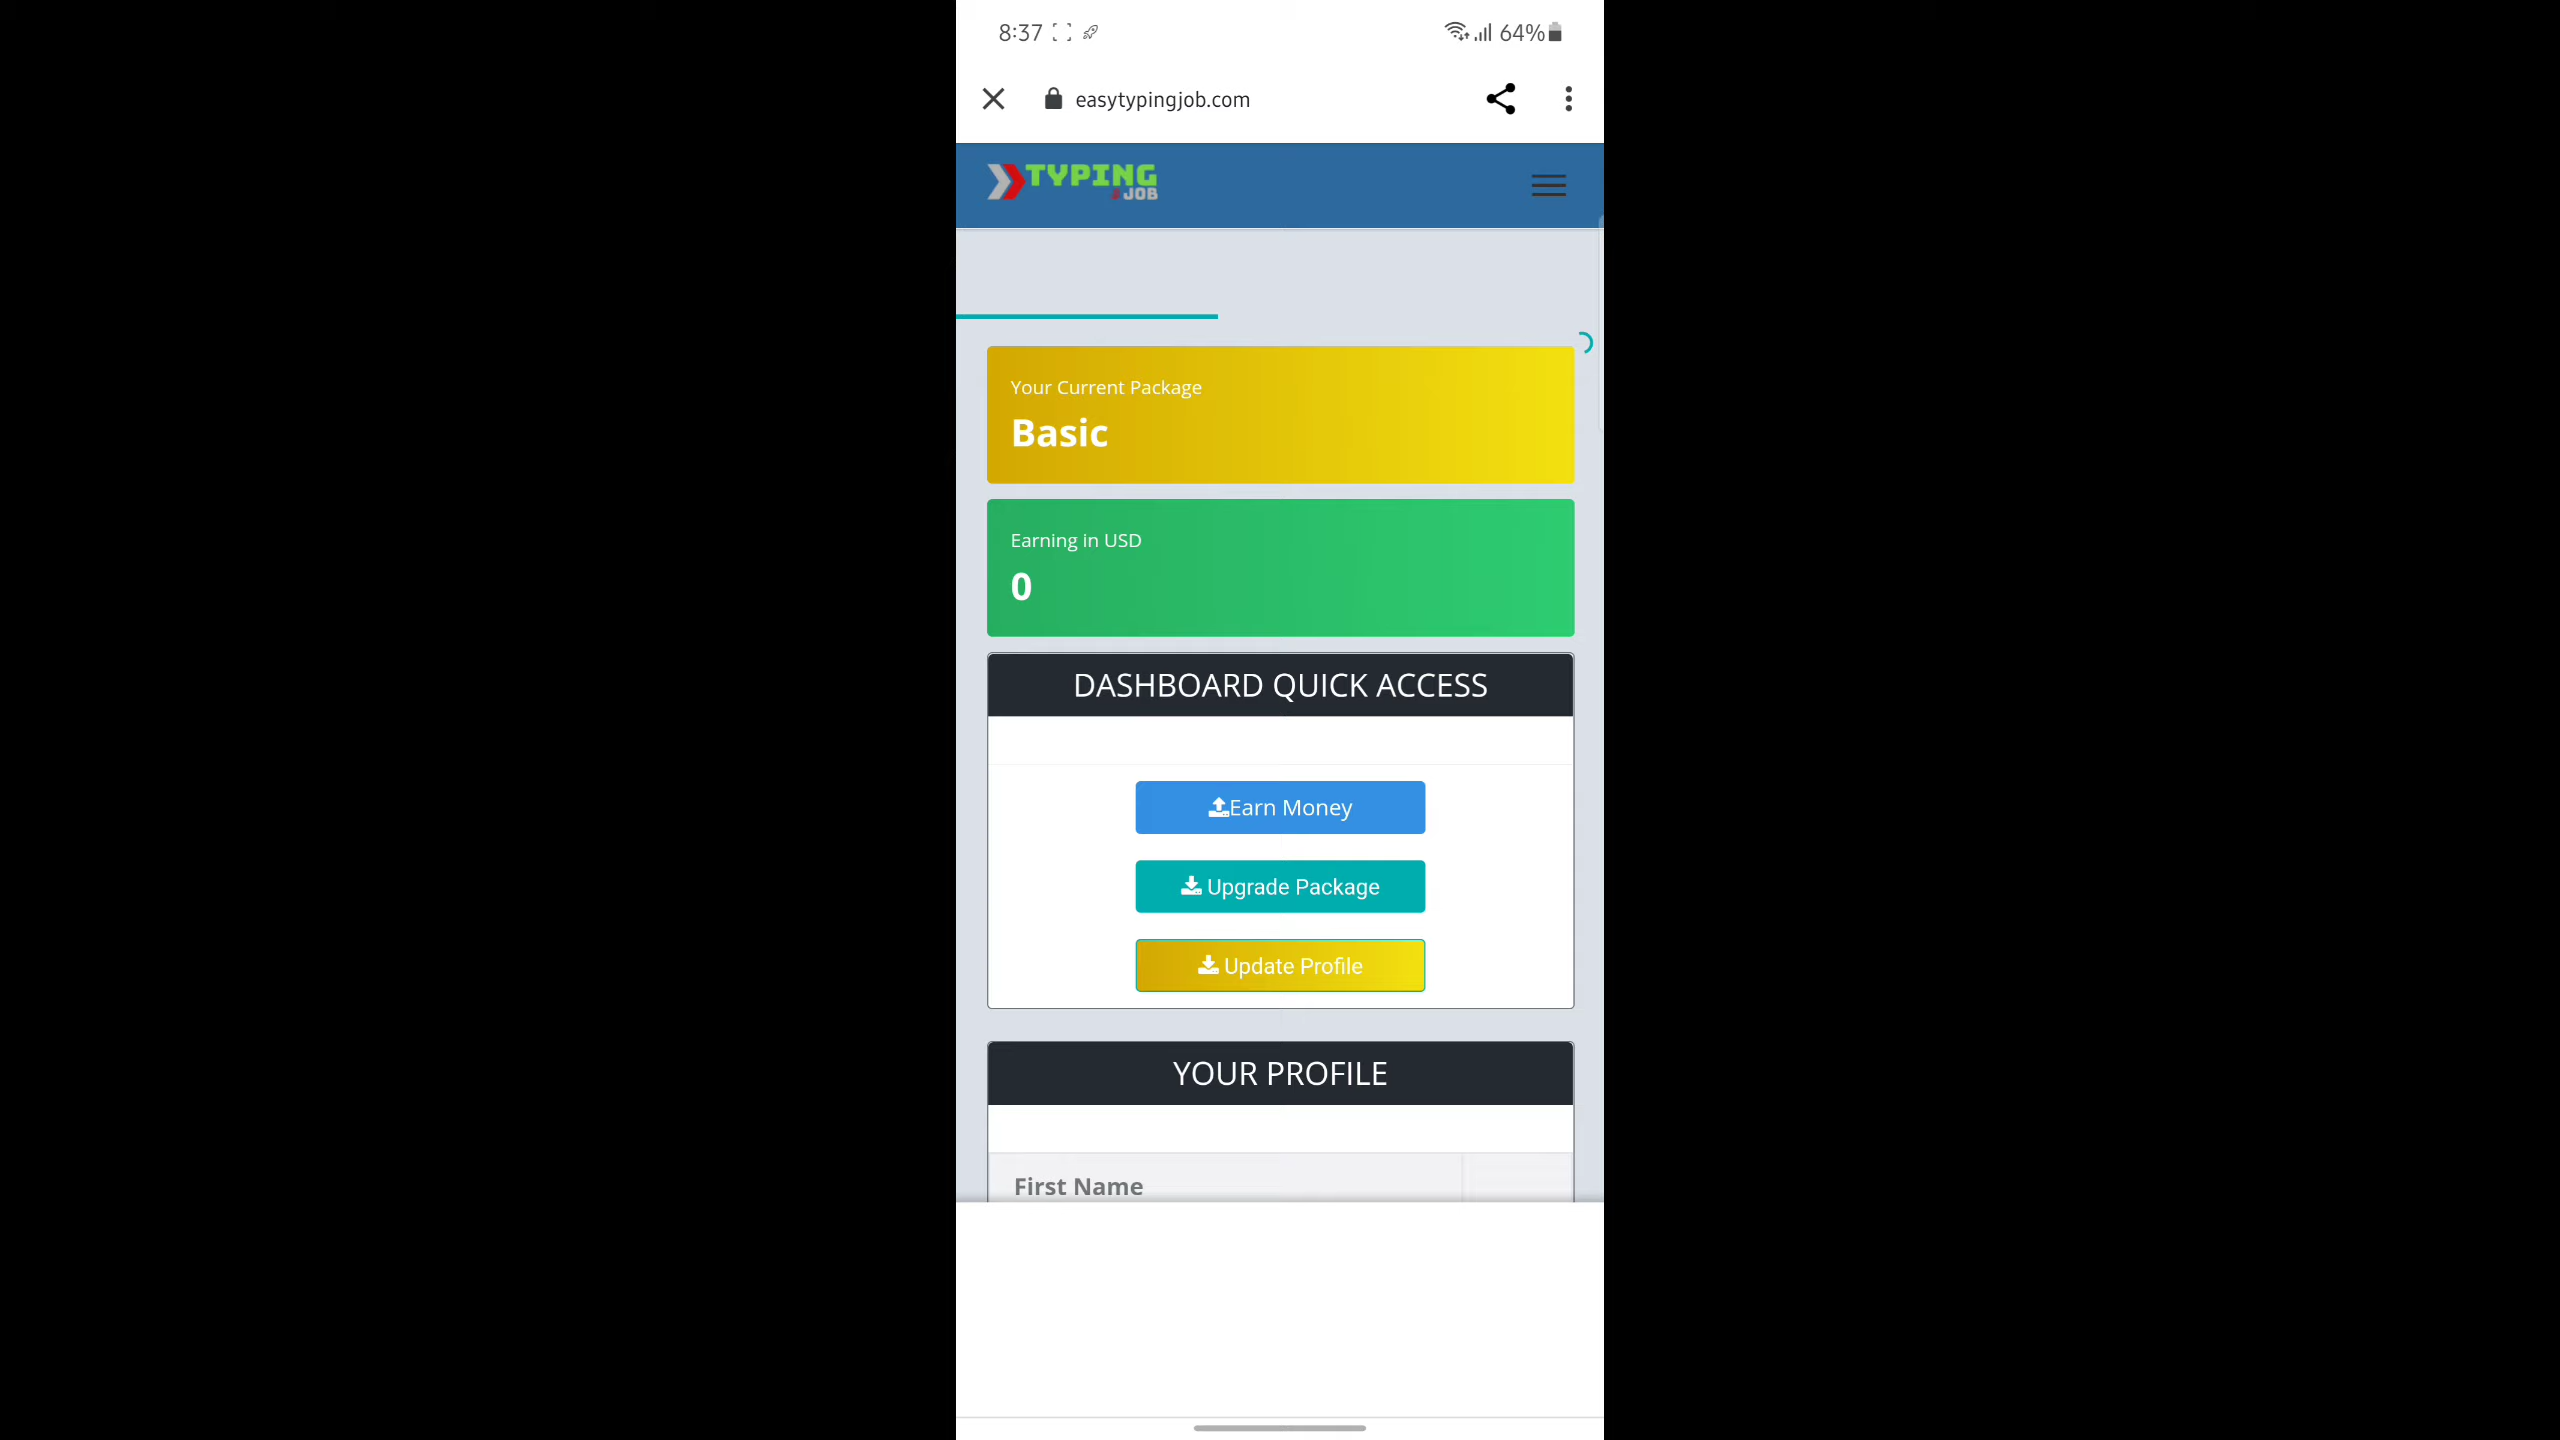 8:37
64%
easytypingjob.com
TYPING
JOB
Your Current Package
Basic
Earning in USD
0
DASHBOARD QUICK ACCESS
Earn Money
Upgrade Package
Update Profile
YOUR PROFILE
First Name